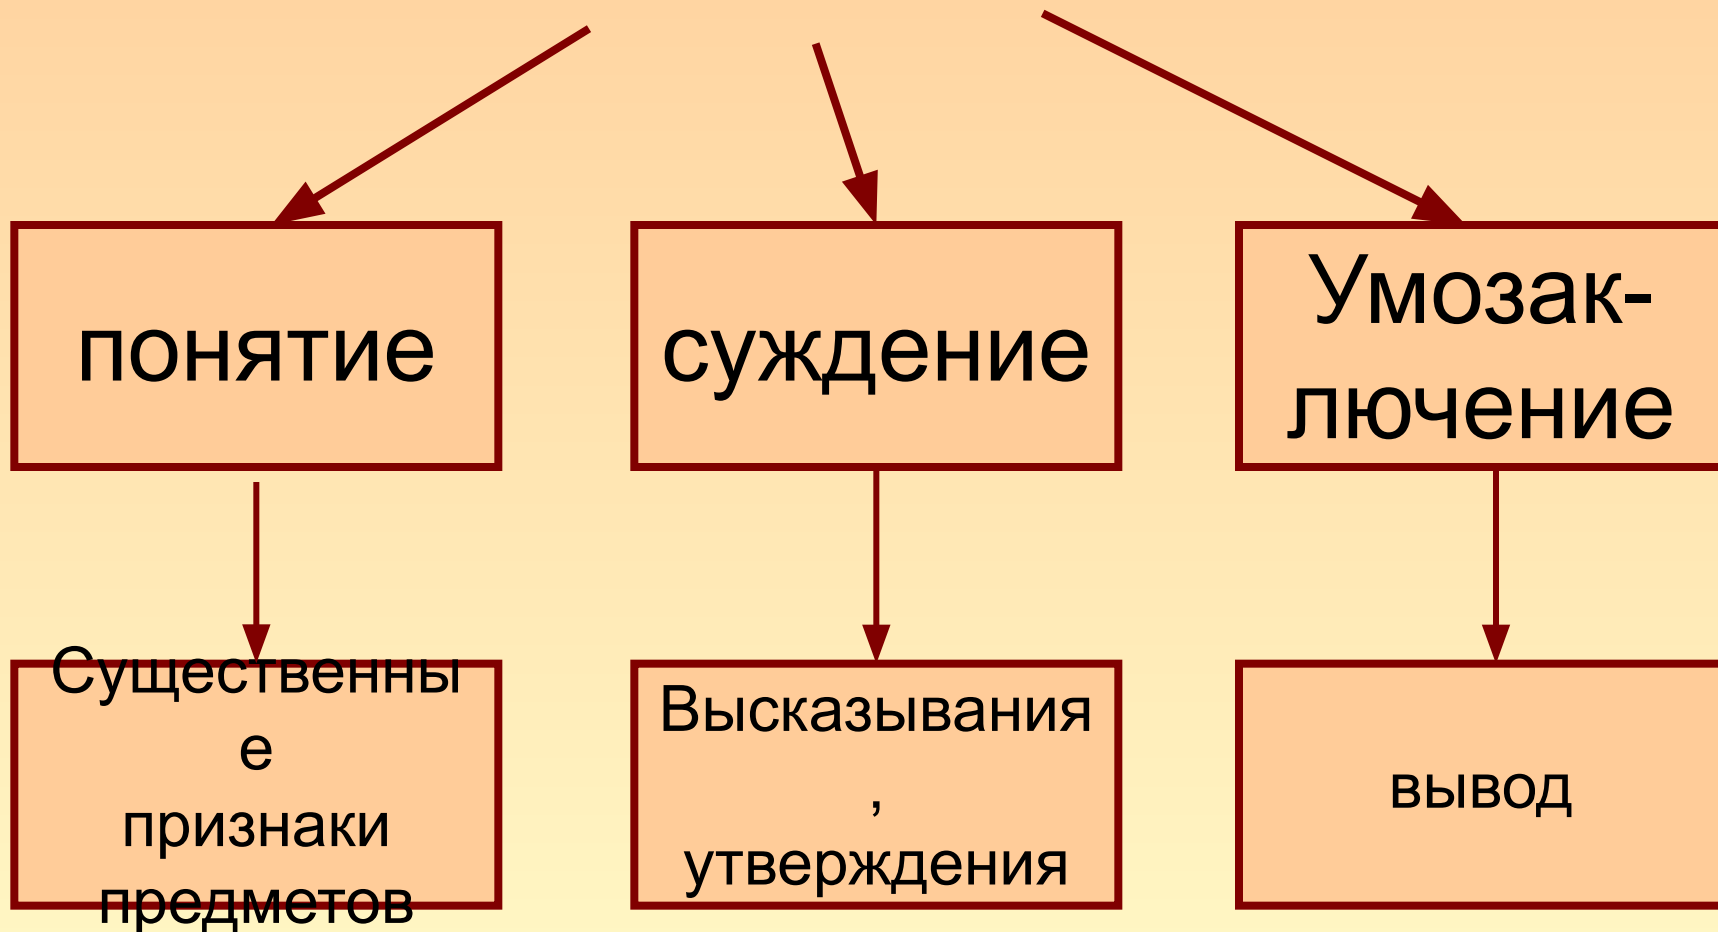 понятие
суждение
Умозак-
лючение
Существенны
е
признаки
предметов
Высказывания
,
утверждения
вывод